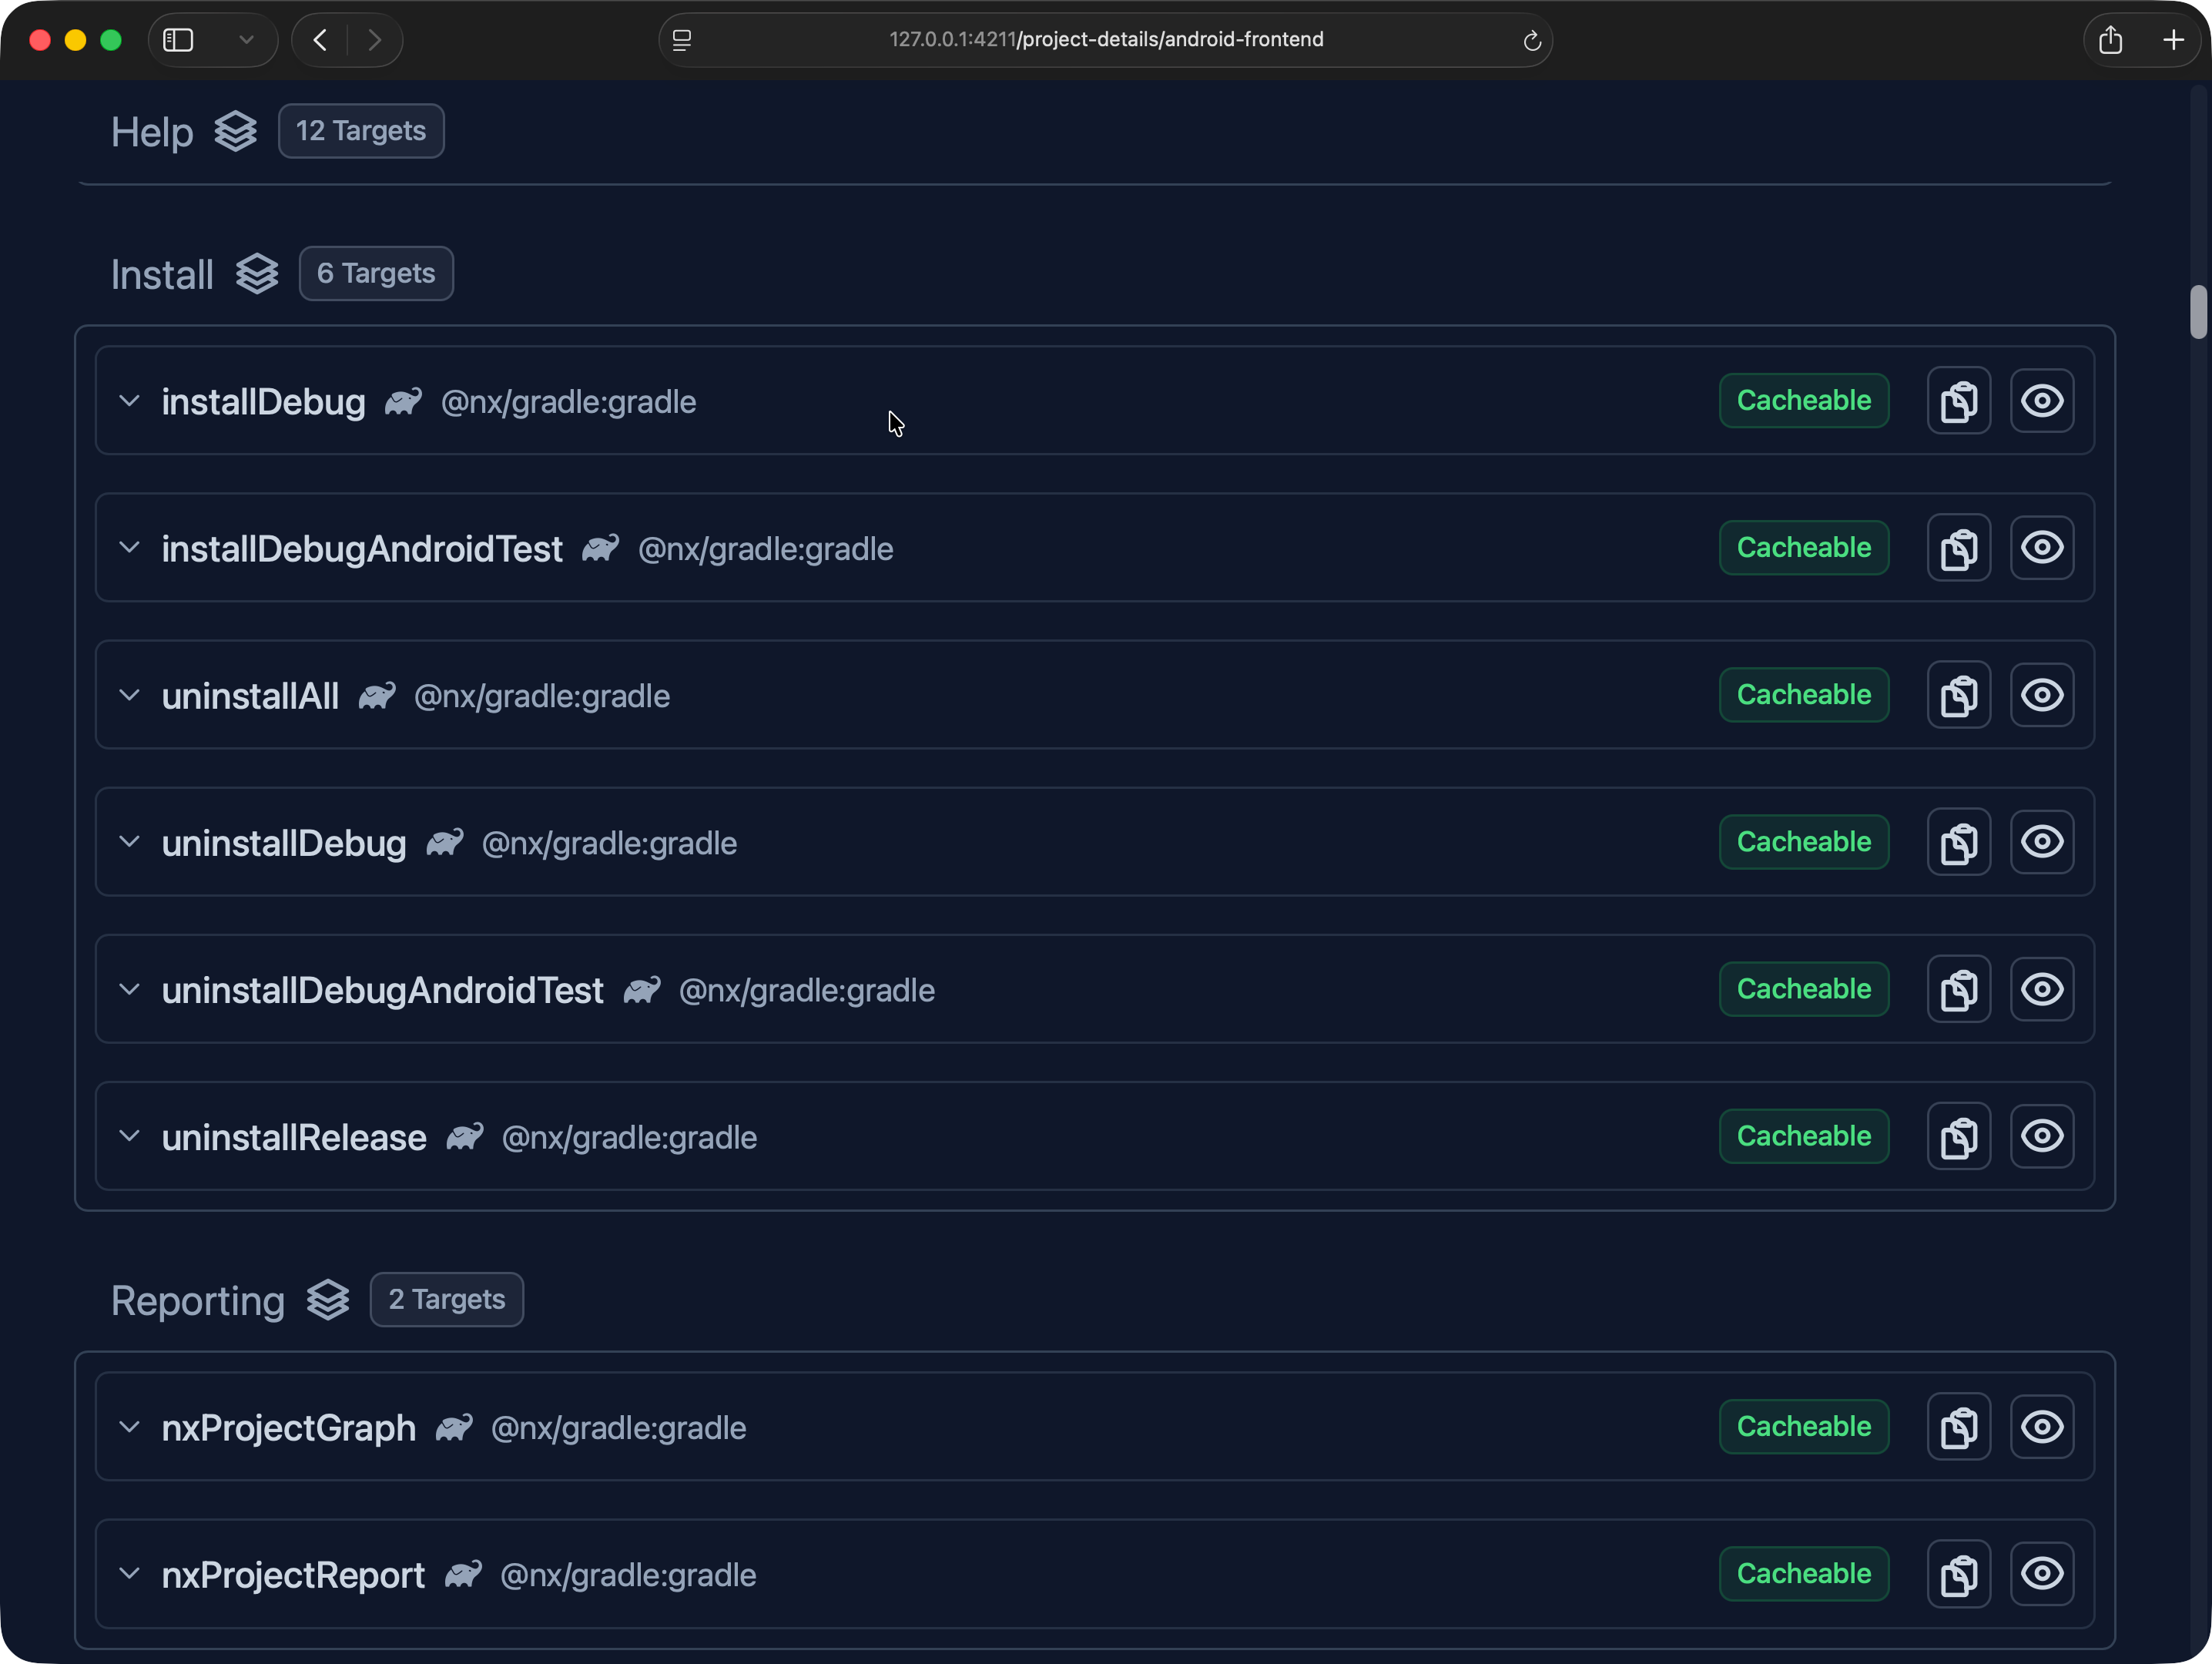 127.0.0.1:4211/project-details/android-frontend
Help 12 Targets
Install 6 Targets
installDebug @nx/gradle:gradle Cacheable
installDebugAndroidTest @nx/gradle:gradle Cacheable
uninstallAll @nx/gradle:gradle Cacheable
uninstallDebug @nx/gradle:gradle Cacheable
uninstallDebugAndroidTest @nx/gradle:gradle Cacheable
uninstallRelease @nx/gradle:gradle Cacheable
Reporting 2 Targets
nxProjectGraph @nx/gradle:gradle Cacheable
nxProjectReport @nx/gradle:gradle Cacheable